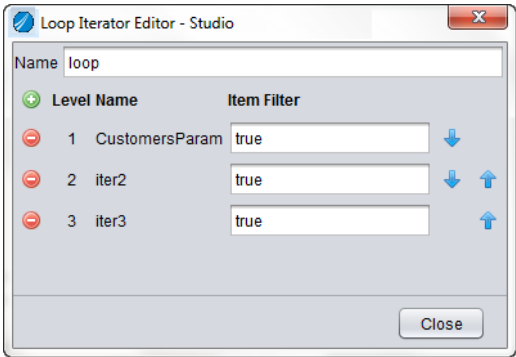 Loop Iterator Editor - Studio
Name loop
Level Name Item Filter
1 CustomersParam true
2 iter2 true
3 iter3 true
Close